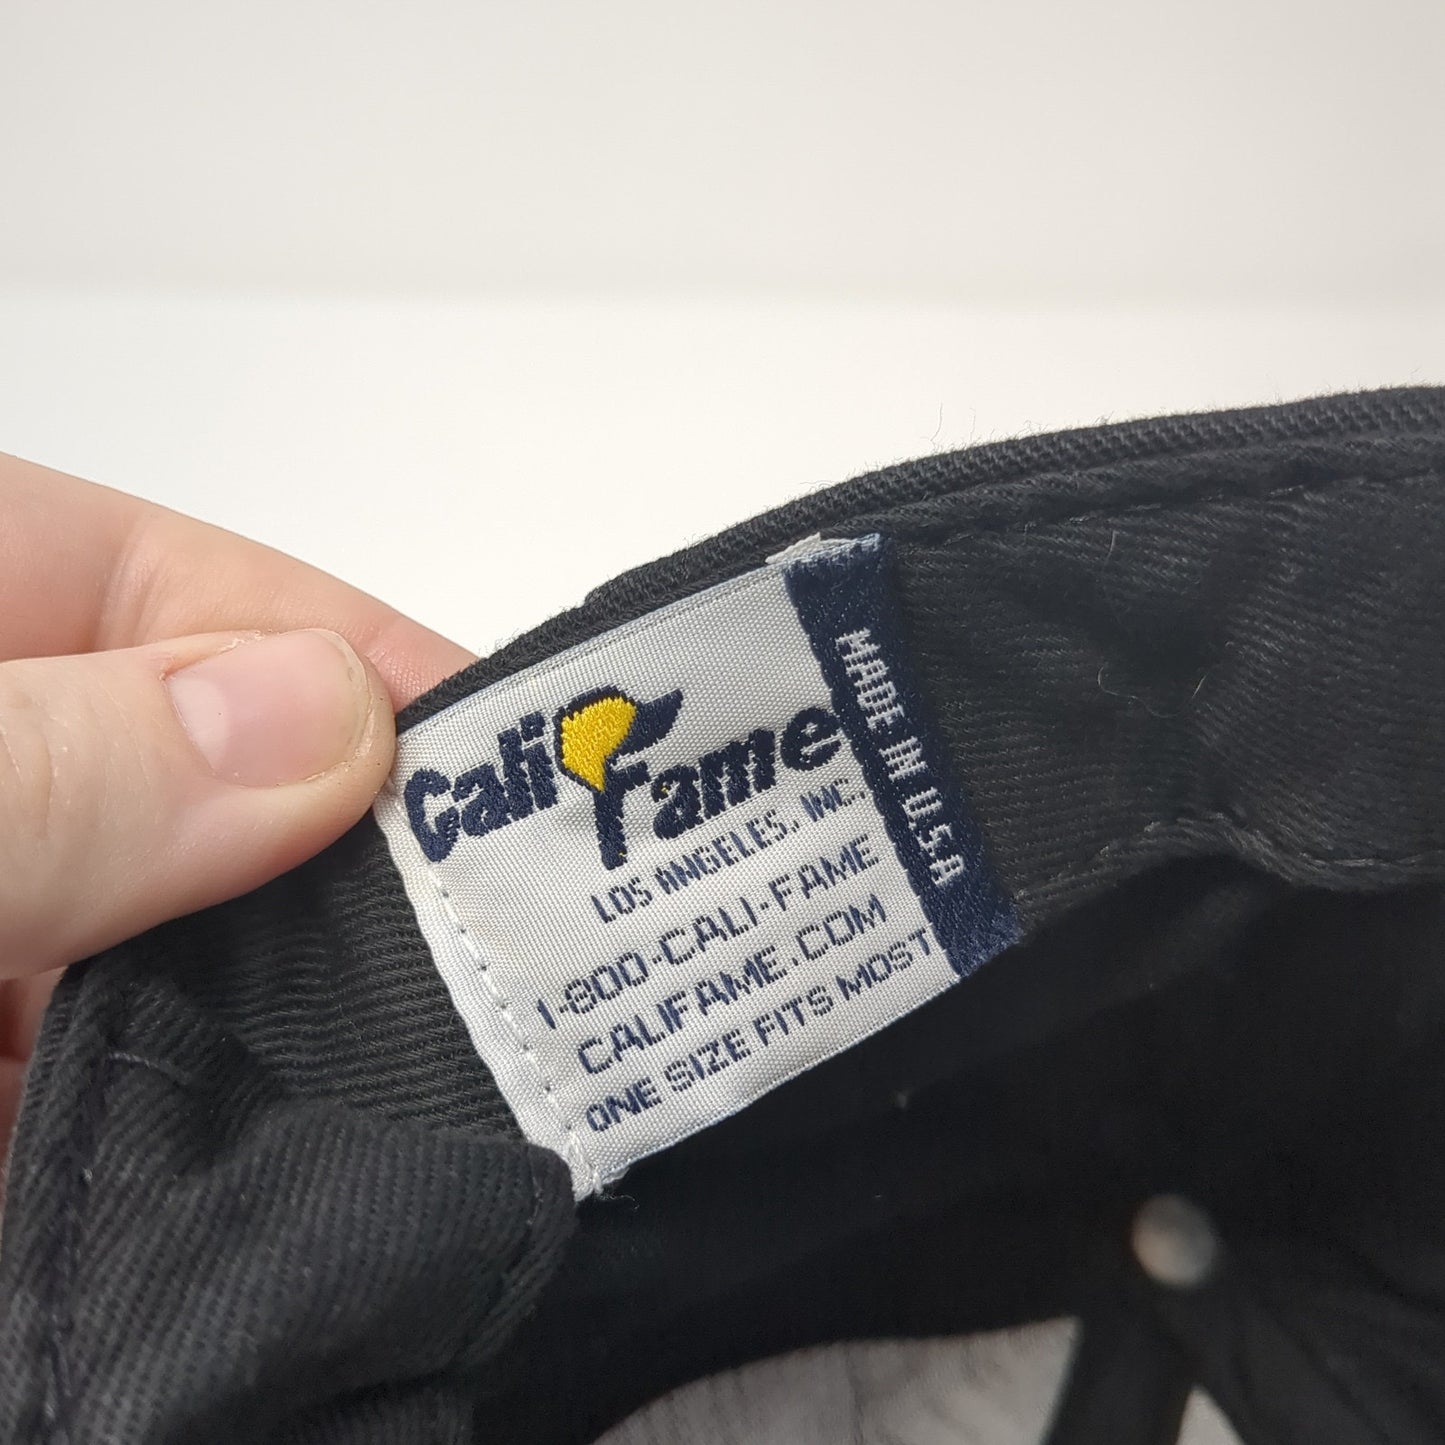 Cali Fame
LOS ANGELES, INC.
1-800-CALI-FAME
CALIFAME.COM
ONE SIZE FITS MOST
MADE IN U.S.A